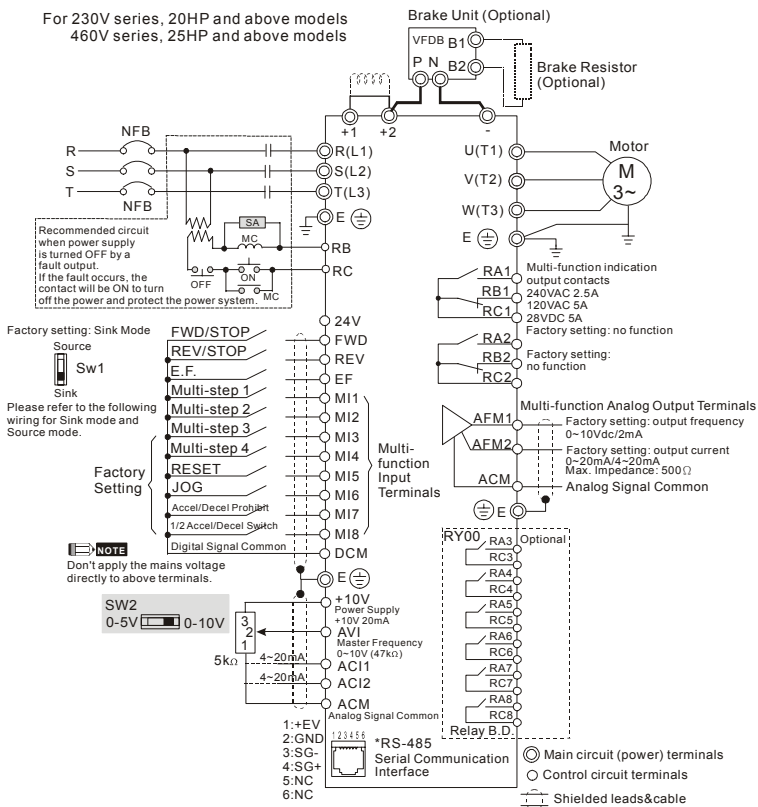 For 230V series, 20HP and above models
460V series, 25HP and above models
Brake Unit (Optional)
VFDB B1
P N B2
Brake Resistor
(Optional)
+1
+2
-
NFB
R
S
T
NFB
R(L1)
S(L2)
T(L3)
E
Recommended circuit
when power supply
is turned OFF by a
fault output.
If the fault occurs, the
contact will be ON to turn
off the power and protect the power system.
SA
MC
OFF
ON
MC
RB
RC
U(T1)
V(T2)
W(T3)
E
Motor
M
3~
RA1
RB1
RC1
Multi-function indication
output contacts
240VAC 2.5A
120VAC 5A
28VDC 5A
Factory setting: no function
RA2
RB2
RC2
Factory setting:
no function
Factory setting: Sink Mode
Source
Sw1
Sink
Please refer to the following
wiring for Sink mode and
Source mode.
24V
FWD/STOP
FWD
REV/STOP
REV
E.F.
EF
Multi-step 1
MI1
Multi-step 2
MI2
Multi-step 3
MI3
Multi-step 4
MI4
RESET
MI5
JOG
MI6
Accel/Decel Prohibit
MI7
1/2 Accel/Decel Switch
MI8
Digital Signal Common
DCM
Factory
Setting
Multi-
function
Input
Terminals
NOTE
Don't apply the mains voltage
directly to above terminals.
Multi-function Analog Output Terminals
AFM1
Factory setting: output frequency
0~10Vdc/2mA
AFM2
Factory setting: output current
0~20mA/4~20mA
Max. Impedance: 500Ω
ACM
Analog Signal Common
E
E
SW2
0-5V 0-10V
3
2
1
5kΩ
+10V
Power Supply
+10V 20mA
AVI
Master Frequency
0~10V (47kΩ)
4~20mA
ACI1
4~20mA
ACI2
ACM
Analog Signal Common
RY00
Optional
RA3
RC3
RA4
RC4
RA5
RC5
RA6
RC6
RA7
RC7
RA8
RC8
Relay B.D.
1:+EV
2:GND
3:SG-
4:SG+
5:NC
6:NC
1 2 3 4 5 6
*RS-485
Serial Communication
Interface
Main circuit (power) terminals
Control circuit terminals
Shielded leads&cable